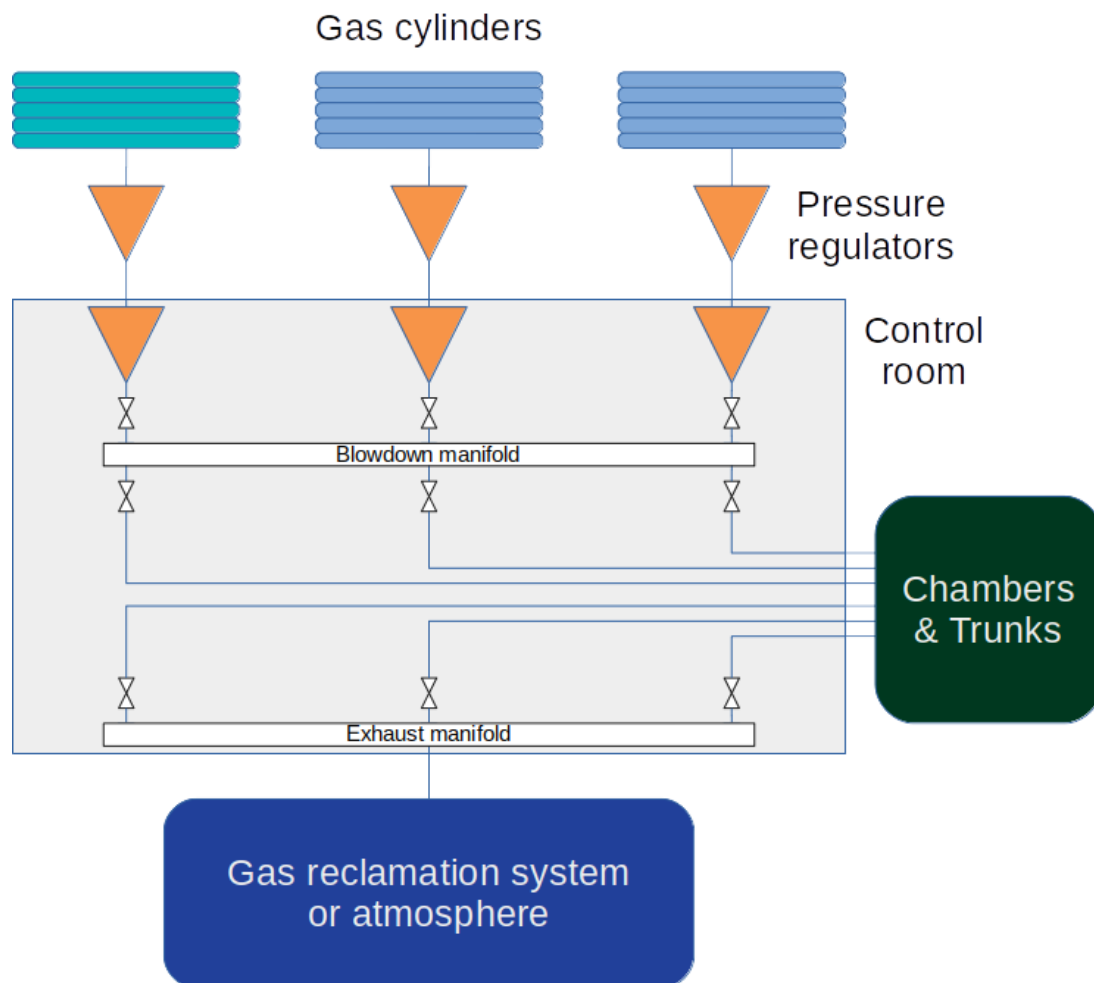 Gas cylinders
Pressure
regulators
Control
room
Blowdown manifold
Chambers
& Trunks
Exhaust manifold
Gas reclamation system
or atmosphere